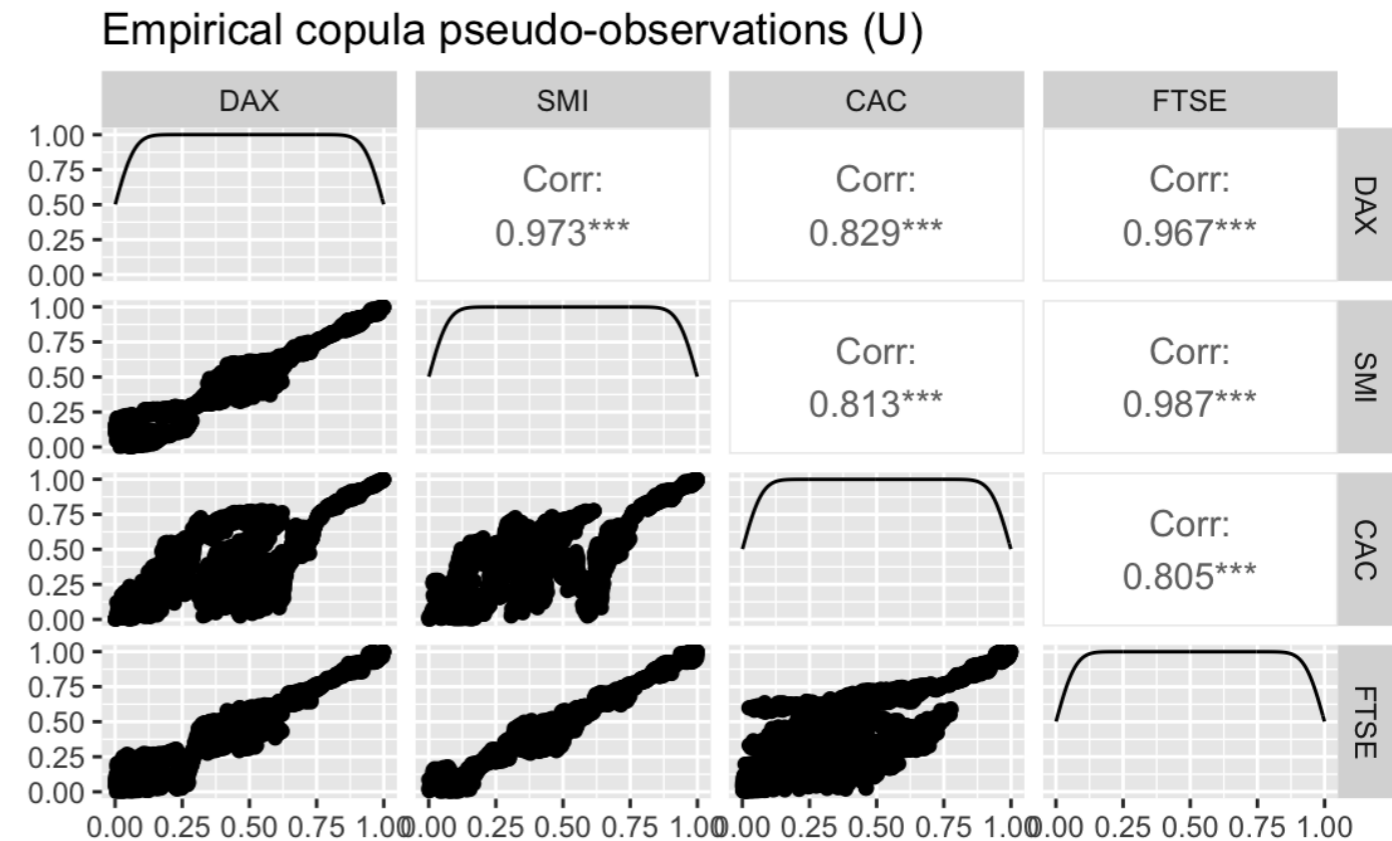 Empirical copula pseudo-observations (U)
DAX SMI CAC FTSE
1.00
0.75
0.50
0.25
0.00
Corr:
0.973***
Corr:
0.829***
Corr:
0.967***
DAX
1.00
0.75
0.50
0.25
0.00
Corr:
0.813***
Corr:
0.987***
SMI
1.00
0.75
0.50
0.25
0.00
Corr:
0.805***
CAC
1.00
0.75
0.50
0.25
0.00
FTSE
0.00 0.25 0.50 0.75 1.00 0.00 0.25 0.50 0.75 1.00 0.00 0.25 0.50 0.75 1.00 0.00 0.25 0.50 0.75 1.00